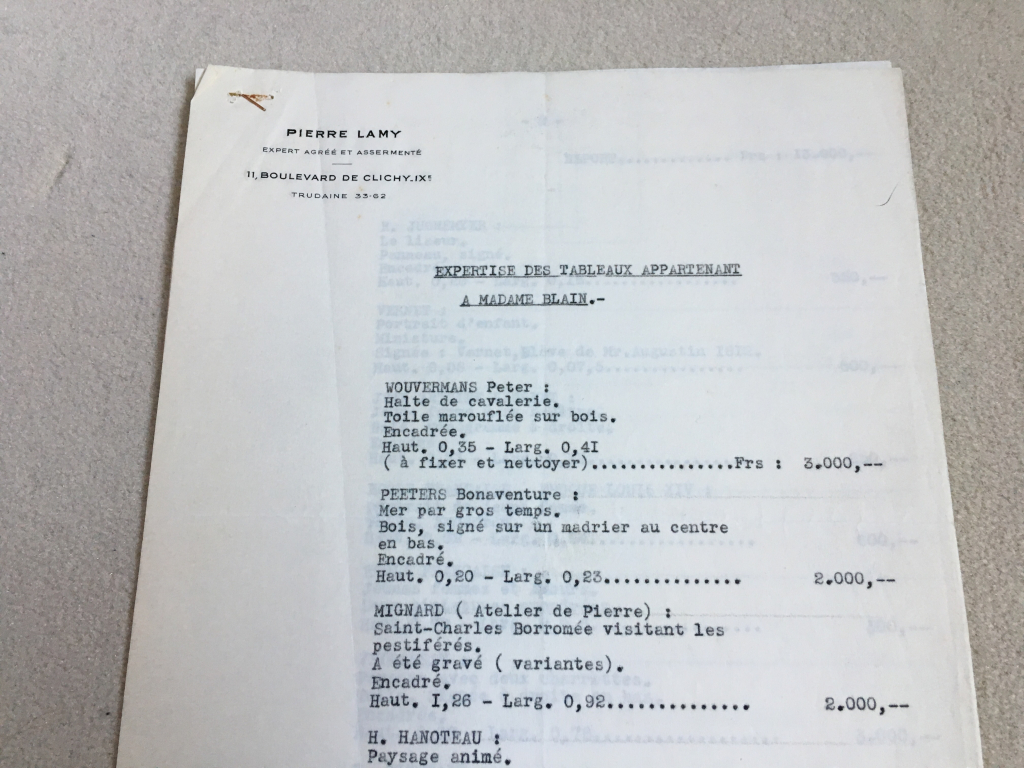 PIERRE LAMY
EXPERT AGRÉÉ ET ASSERMENTÉ
11, BOULEVARD DE CLICHY.IXᵉ
TRUDAINE 33-62
EXPERTISE DES TABLEAUX APPARTENANT
A MADAME BLAIN.-
WOUVERMANS Peter :
Halte de cavalerie.
Toile marouflée sur bois.
Encadrée.
Haut. 0,35 - Larg. 0,4I
( à fixer et nettoyer)...............Frs : 3.000,--
PEETERS Bonaventure :
Mer par gros temps.
Bois, signé sur un madrier au centre
en bas.
Encadré.
Haut. 0,20 - Larg. 0,23.............. 2.000,--
MIGNARD ( Atelier de Pierre) :
Saint-Charles Borromée visitant les
pestiférés.
A été gravé ( variantes).
Encadré.
Haut. I,26 - Larg. 0,92.............. 2.000,--
H. HANOTEAU :
Paysage animé.